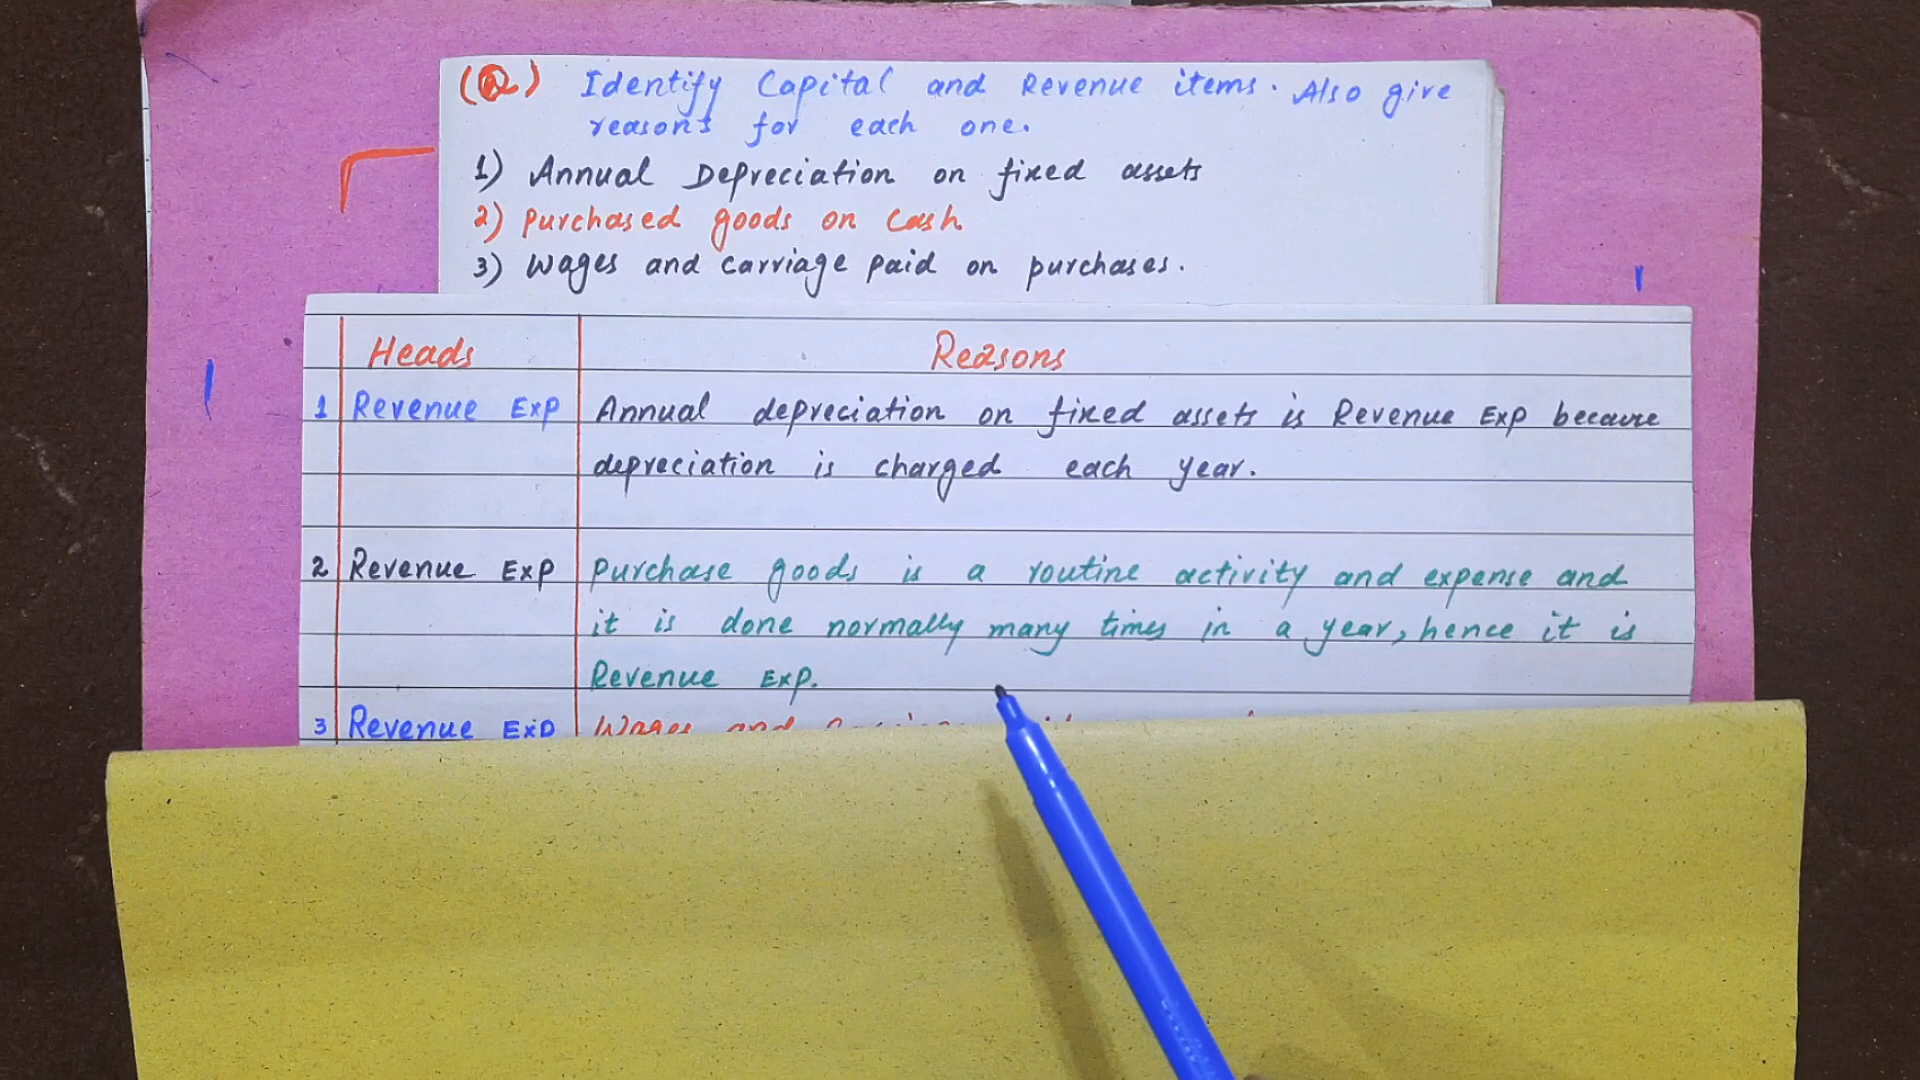 (Q) Identify Capital and Revenue items. Also give
reasons for each one.
1) Annual Depreciation on fixed assets
2) Purchased goods on Cash
3) Wages and carriage paid on purchases.
Heads Reasons
1 Revenue Exp Annual depreciation on fixed assets is Revenue Exp because
depreciation is charged each year.
2 Revenue Exp Purchase goods is a routine activity and expense and
it is done normally many times in a year, hence it is
Revenue Exp.
3 Revenue Exp Wages and